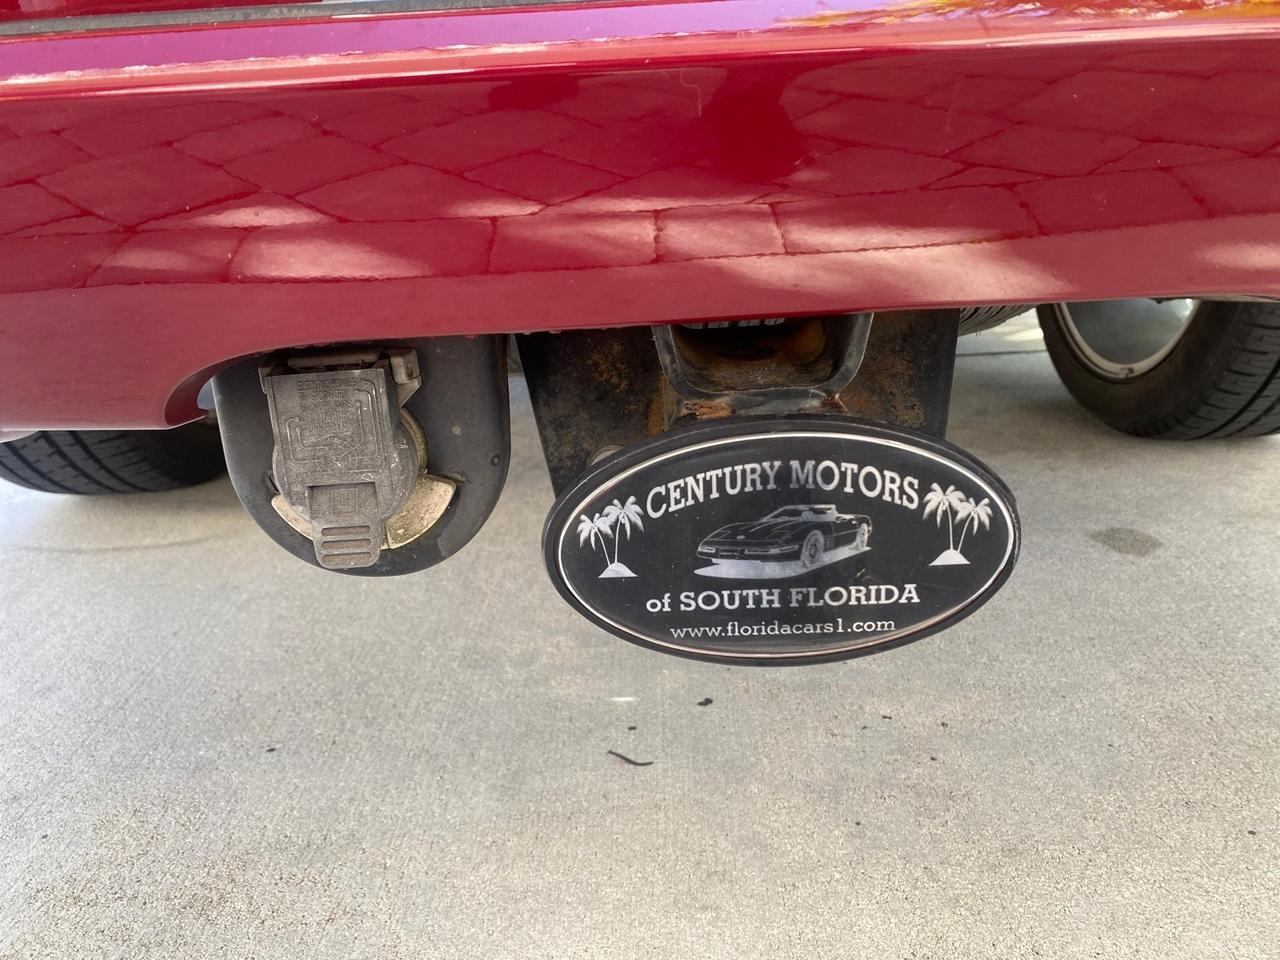 CENTURY MOTORS
of SOUTH FLORIDA
www.floridacars1.com